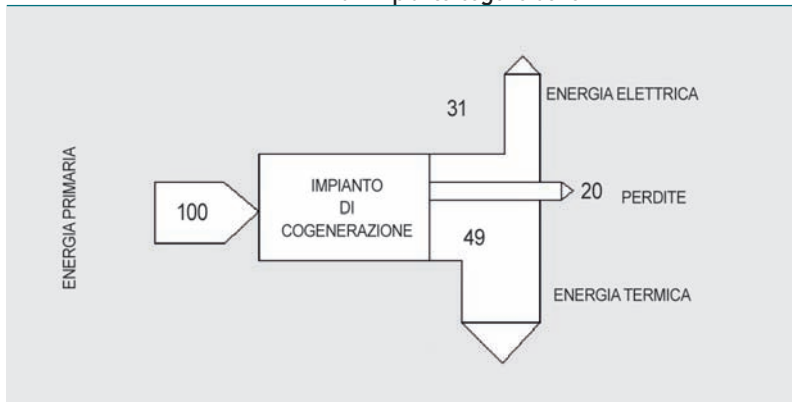 ENERGIA PRIMARIA
100
IMPIANTO
DI
COGENERAZIONE
31
ENERGIA ELETTRICA
20 PERDITE
49
ENERGIA TERMICA